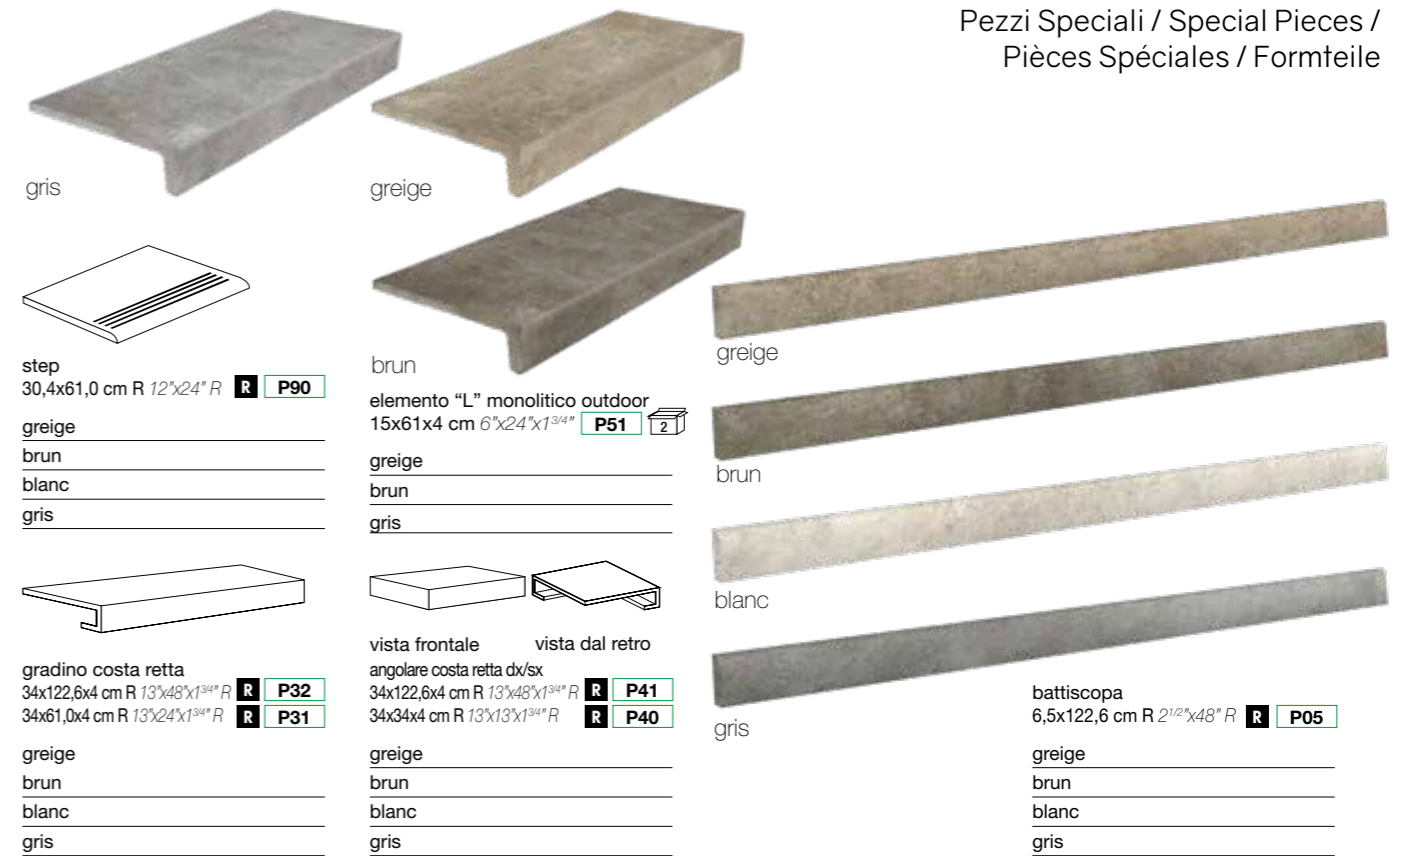 Pezzi Speciali / Special Pieces /
Pièces Spéciales / Formteile
gris
greige
brun
step
30,4x61,0 cm R 12"x24" R R P90
greige
brun
blanc
gris
elemento “L” monolitico outdoor
15x61x4 cm 6"x24"x1 3/4" P51 2
greige
brun
gris
gradino costa retta
34x122,6x4 cm R 13"x48"x1 3/4" R R P32
34x61,0x4 cm R 13"x24"x1 3/4" R R P31
greige
brun
blanc
gris
vista frontale vista dal retro
angolare costa retta dx/sx
34x122,6x4 cm R 13"x48"x1 3/4" R R P41
34x34x4 cm R 13"x13"x1 3/4" R R P40
greige
brun
blanc
gris
greige
brun
blanc
gris
battiscopa
6,5x122,6 cm R 2 1/2"x48" R R P05
greige
brun
blanc
gris